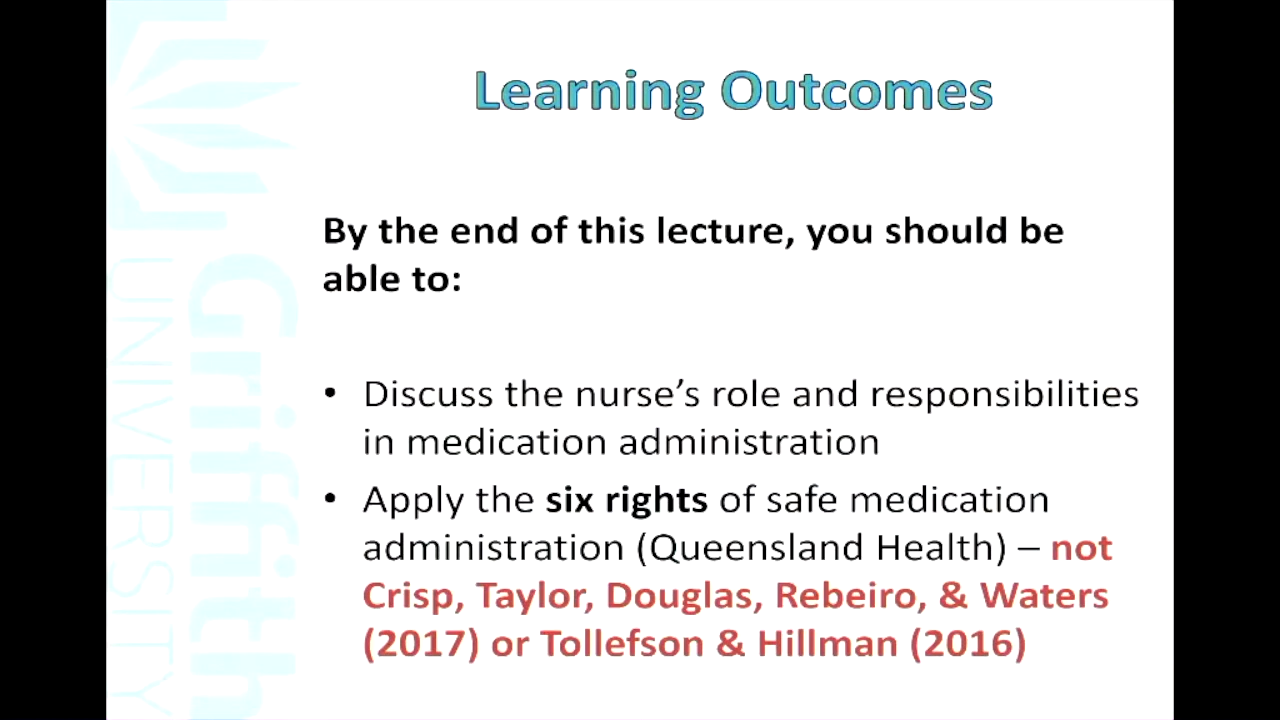 Learning Outcomes
By the end of this lecture, you should be
able to:
• Discuss the nurse’s role and responsibilities
in medication administration
• Apply the six rights of safe medication
administration (Queensland Health) – not
Crisp, Taylor, Douglas, Rebeiro, & Waters
(2017) or Tollefson & Hillman (2016)
Griffith
UNIVERSITY